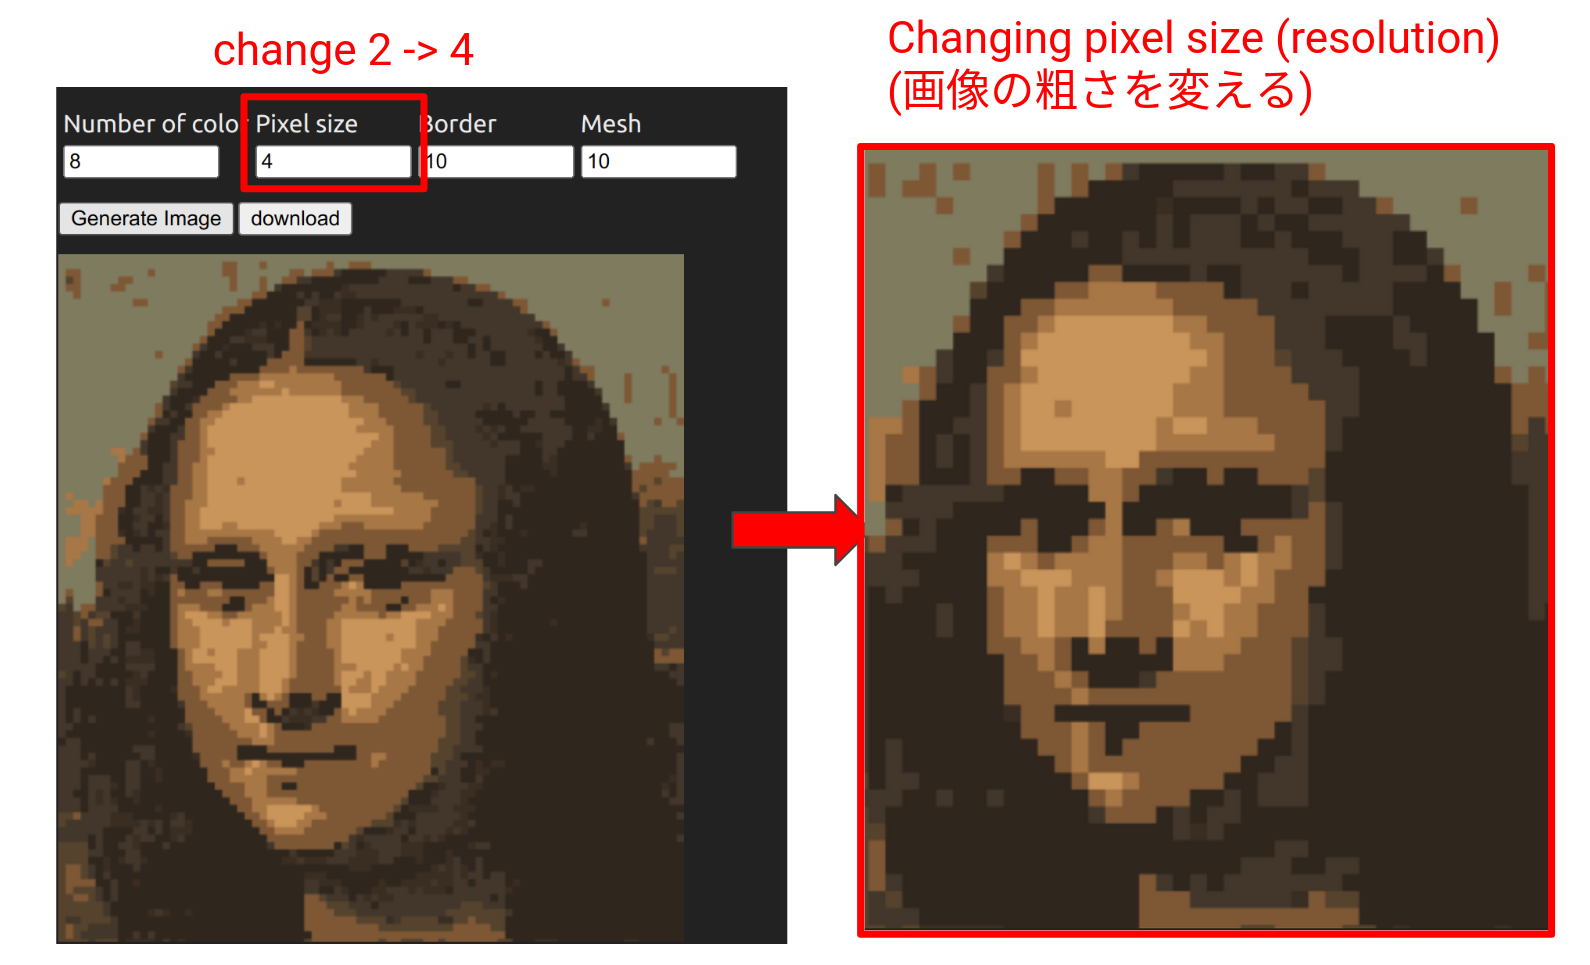 change 2 -> 4
Changing pixel size (resolution)
(画像の粗さを変える)
Number of color Pixel size Border Mesh
8 4 10 10
Generate Image download